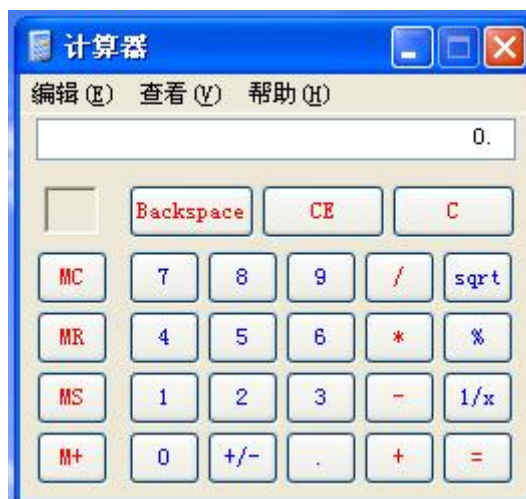 计算器
编辑(E) 查看(V) 帮助(H)
0.
Backspace CE C
MC 7 8 9 / sqrt
MR 4 5 6 * %
MS 1 2 3 - 1/x
M+ 0 +/- . + =